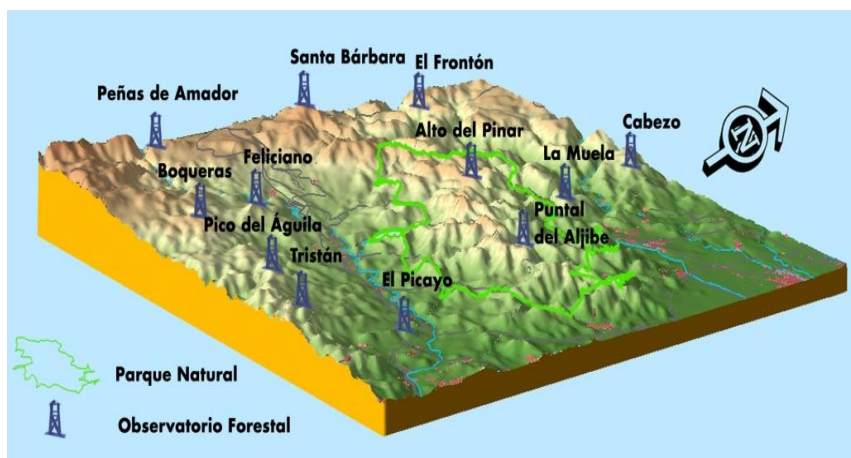 Santa Bárbara
El Frontón
Peñas de Amador
Alto del Pinar
Cabezo
Boqueras
Feliciano
La Muela
Pico del Águila
Puntal
del Aljibe
Tristán
El Picayo
N
Parque Natural
Observatorio Forestal